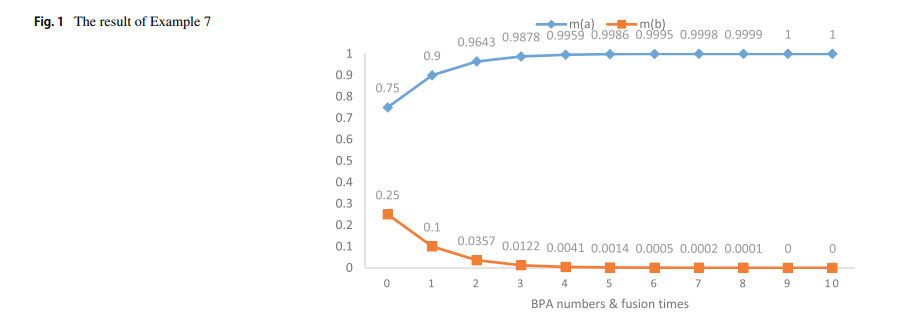 Fig. 1 The result of Example 7
m(a) m(b)
0.75 0.9 0.9643 0.9878 0.9959 0.9986 0.9995 0.9998 0.9999 1 1
1
0.9
0.8
0.7
0.6
0.5
0.4
0.3
0.2
0.1
0
0.25 0.1 0.0357 0.0122 0.0041 0.0014 0.0005 0.0002 0.0001 0 0
0 1 2 3 4 5 6 7 8 9 10
BPA numbers & fusion times